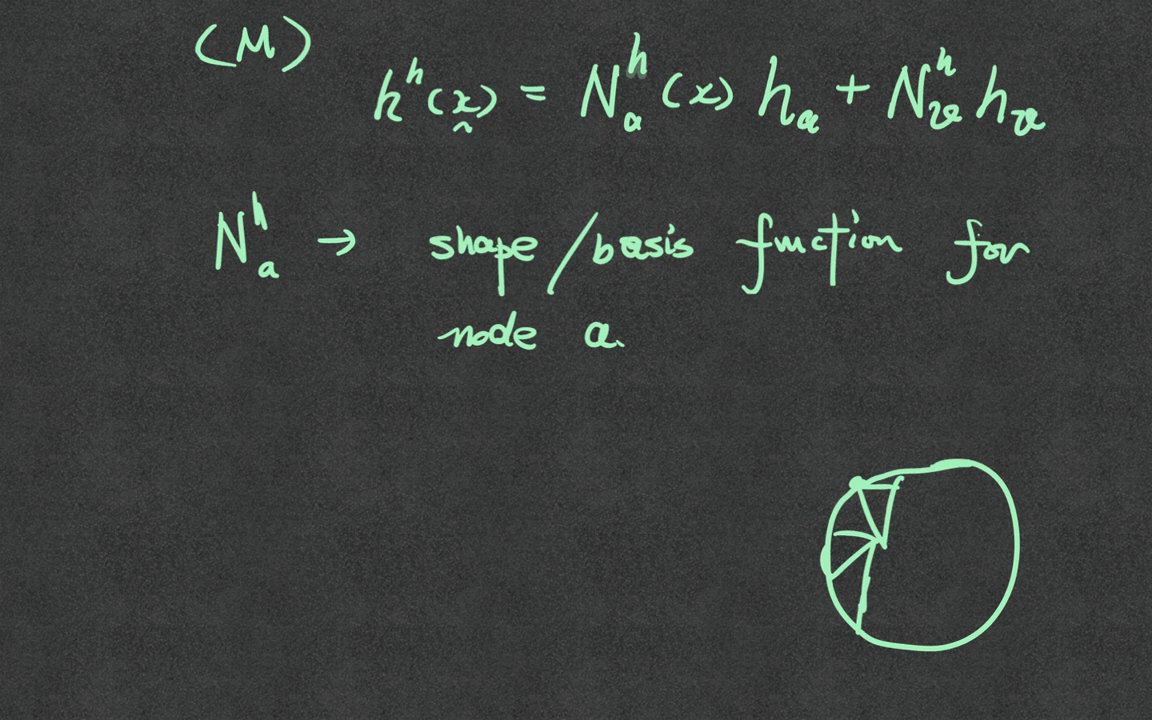 (M)
h^h(x) = N_a^h(x) h_a + N_v^h h_v
N_a^h → shape/basis function for
node a.